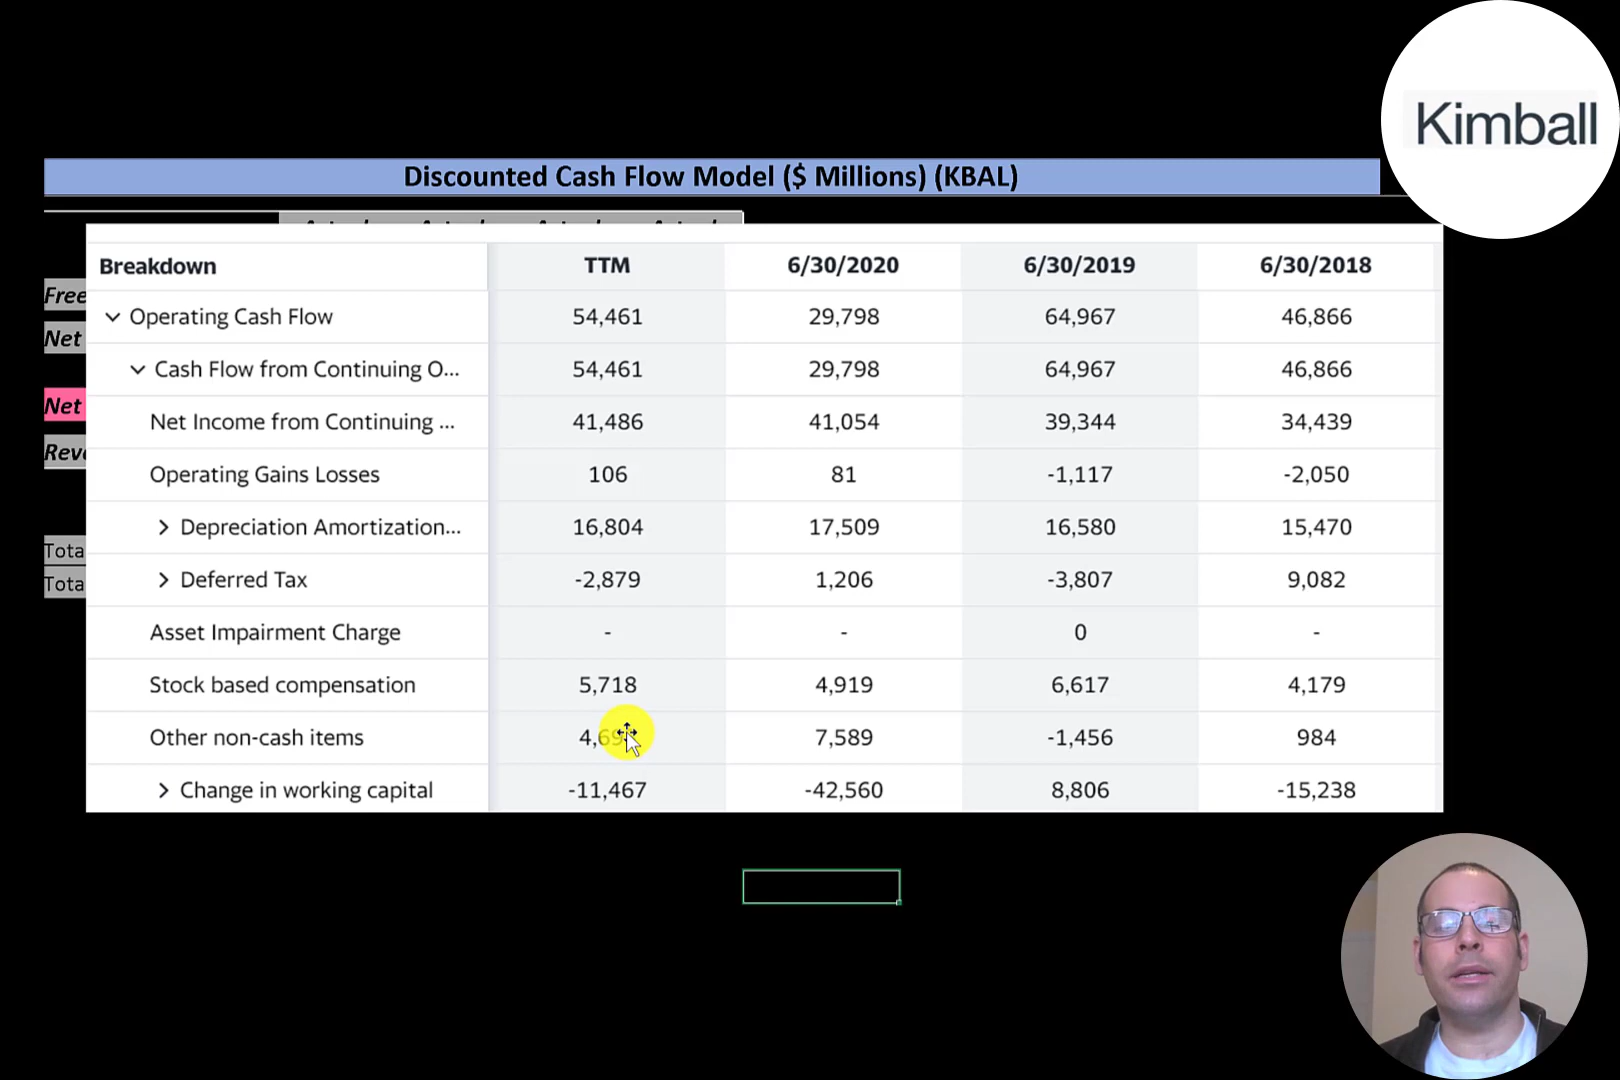 Kimball
Discounted Cash Flow Model ($ Millions) (KBAL)
Breakdown TTM 6/30/2020 6/30/2019 6/30/2018
Free
Operating Cash Flow 54,461 29,798 64,967 46,866
Net
Cash Flow from Continuing O... 54,461 29,798 64,967 46,866
Net
Net Income from Continuing ... 41,486 41,054 39,344 34,439
Operating Gains Losses 106 81 -1,117 -2,050
Depreciation Amortization... 16,804 17,509 16,580 15,470
Tota
Deferred Tax -2,879 1,206 -3,807 9,082
Tota
Asset Impairment Charge - - 0 -
Stock based compensation 5,718 4,919 6,617 4,179
Other non-cash items 7,589 -1,456 984
Change in working capital -11,467 -42,560 8,806 -15,238